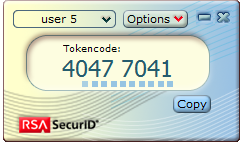 user 5 Options
Tokencode:
4047 7041
Copy
RSA SecurID®